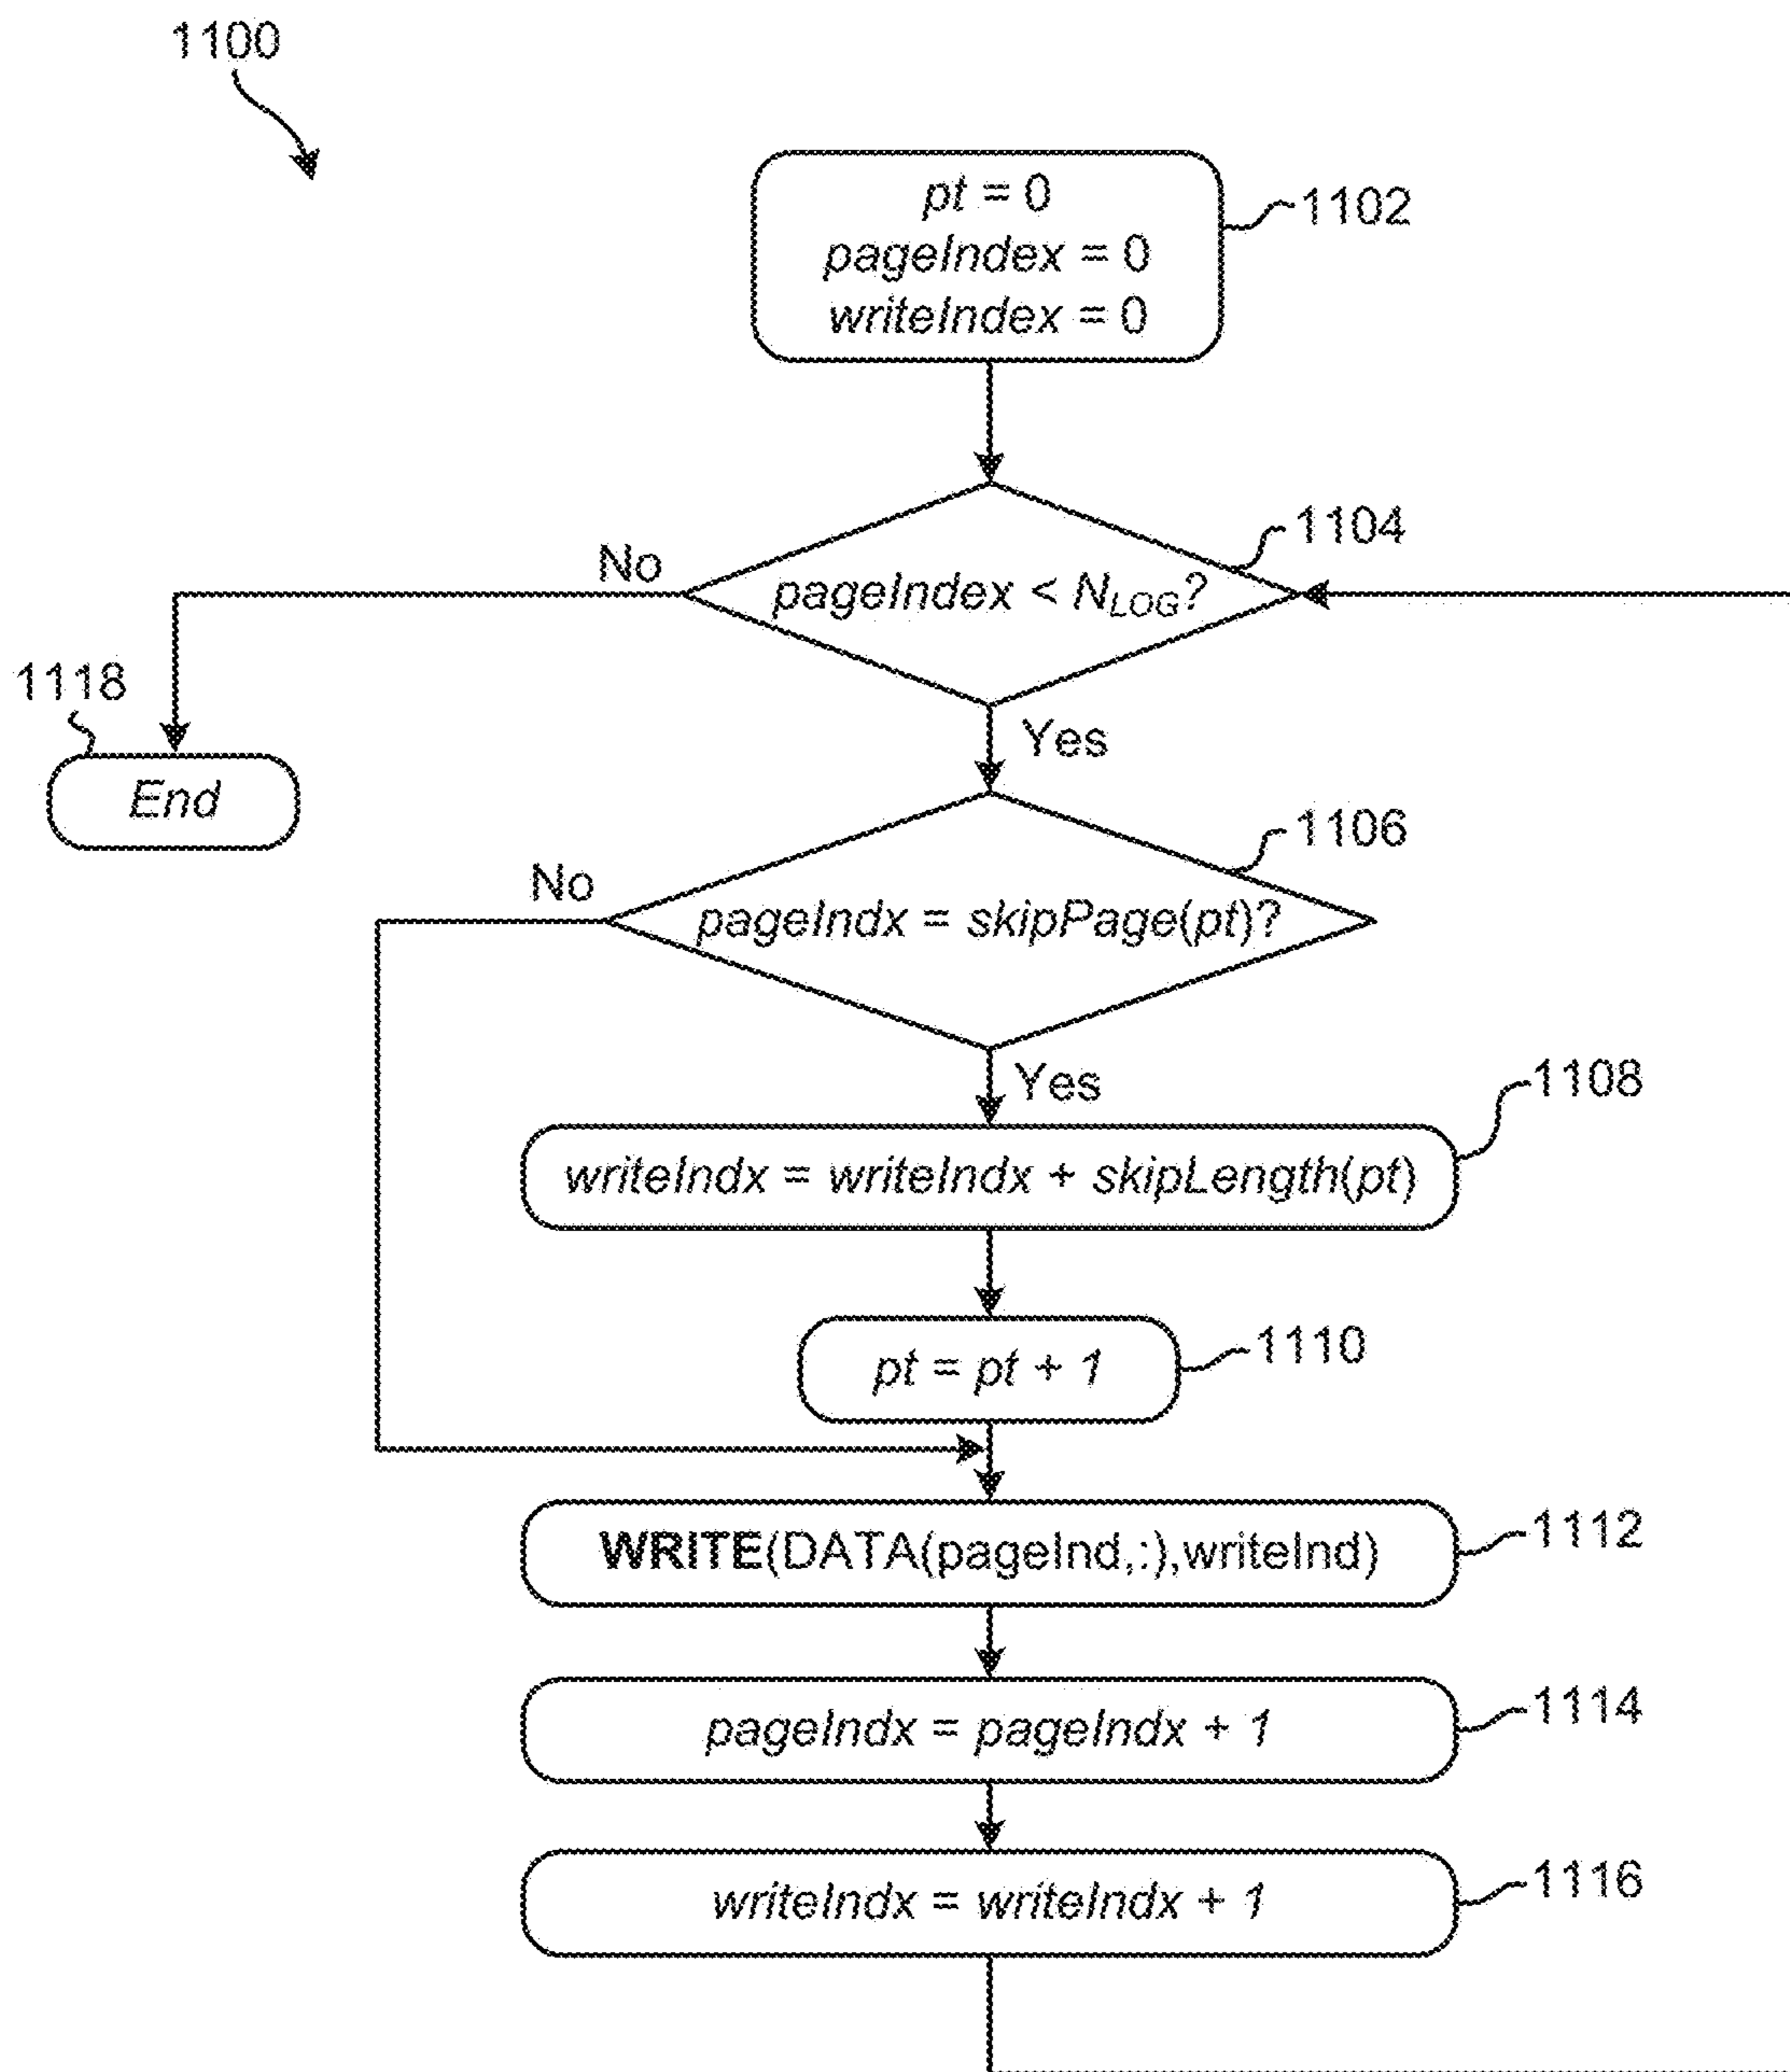 1100
pt = 0
pageIndex = 0
writeIndex = 0
1102
1104
No
pageIndex < N_LOG?
1118
Yes
End
1106
No
pageIndx = skipPage(pt)?
Yes
1108
writeIndx = writeIndx + skipLength(pt)
1110
pt = pt + 1
WRITE(DATA(pageInd,:),writeInd)
1112
pageIndx = pageIndx + 1
1114
writeIndx = writeIndx + 1
1116